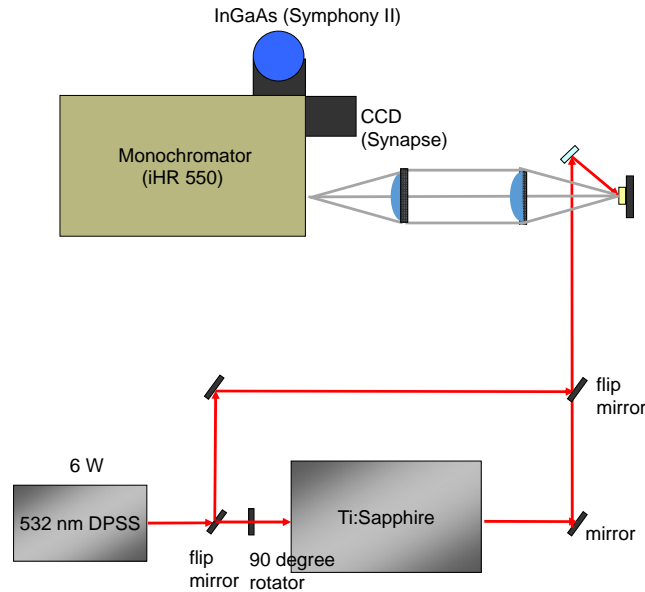 InGaAs (Symphony II)
CCD
(Synapse)
Monochromator
(iHR 550)
flip
mirror
6 W
532 nm DPSS
Ti:Sapphire
mirror
flip
mirror
90 degree
rotator